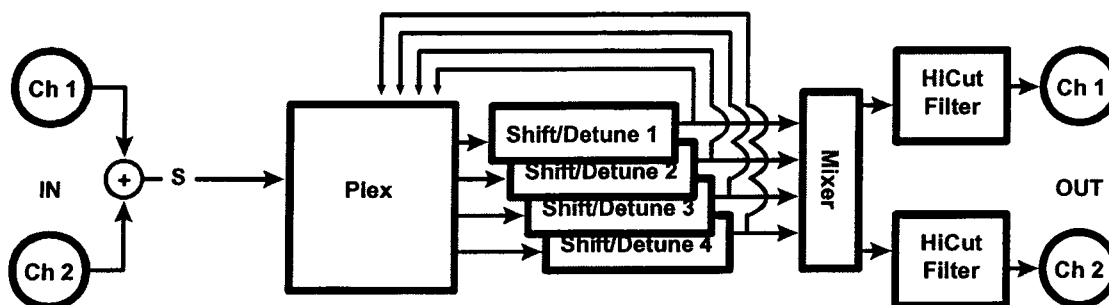 Ch 1
IN
Ch 2
+
S
Plex
Shift/Detune 1
Shift/Detune 2
Shift/Detune 3
Shift/Detune 4
Mixer
HiCut
Filter
HiCut
Filter
Ch 1
OUT
Ch 2